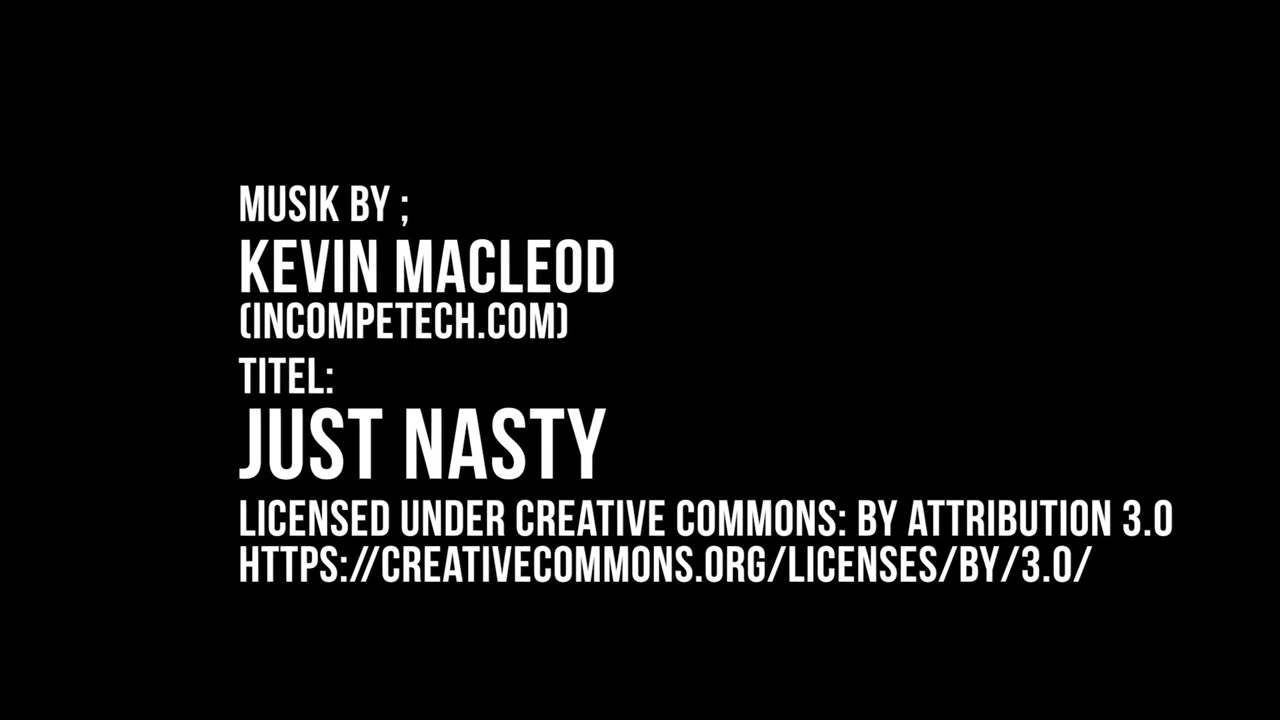 MUSIK BY ;
KEVIN MACLEOD
(INCOMPETECH.COM)
TITEL:
JUST NASTY
LICENSED UNDER CREATIVE COMMONS: BY ATTRIBUTION 3.0
HTTPS://CREATIVECOMMONS.ORG/LICENSES/BY/3.0/